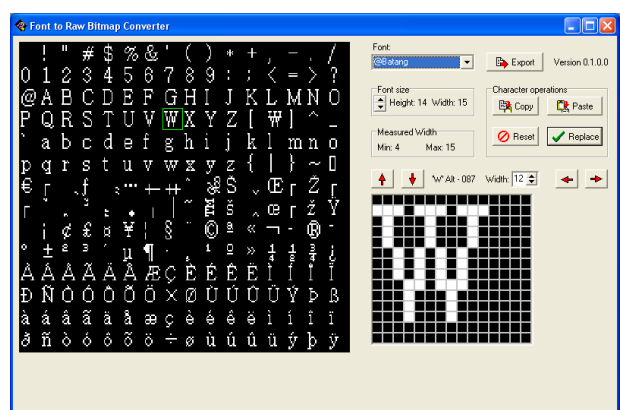 Font to Raw Bitmap Converter
Font:
@Batang
Export
Version 0.1.0.0
Font size
Height: 14 Width: 15
Character operations
Copy
Paste
Measured Width
Min: 4 Max: 15
Reset
Replace
'W' Alt - 087
Width: 12
! " # $ % & ' ( ) * + , - . /
0 1 2 3 4 5 6 7 8 9 : ; < = > ?
@ A B C D E F G H I J K L M N O
P Q R S T U V W X Y Z [ ₩ ] ^ _
` a b c d e f g h i j k l m n o
p q r s t u v w x y z { | } ~
À Á Â Ã Ä Å Æ Ç È É Ê Ë Ì Í Î Ï
Ð Ñ Ò Ó Ô Õ Ö × Ø Ù Ú Û Ü Ý Þ ß
à á â ã ä å æ ç è é ê ë ì í î ï
ð ñ ò ó ô õ ö ÷ ø ù ú û ü ý þ ÿ